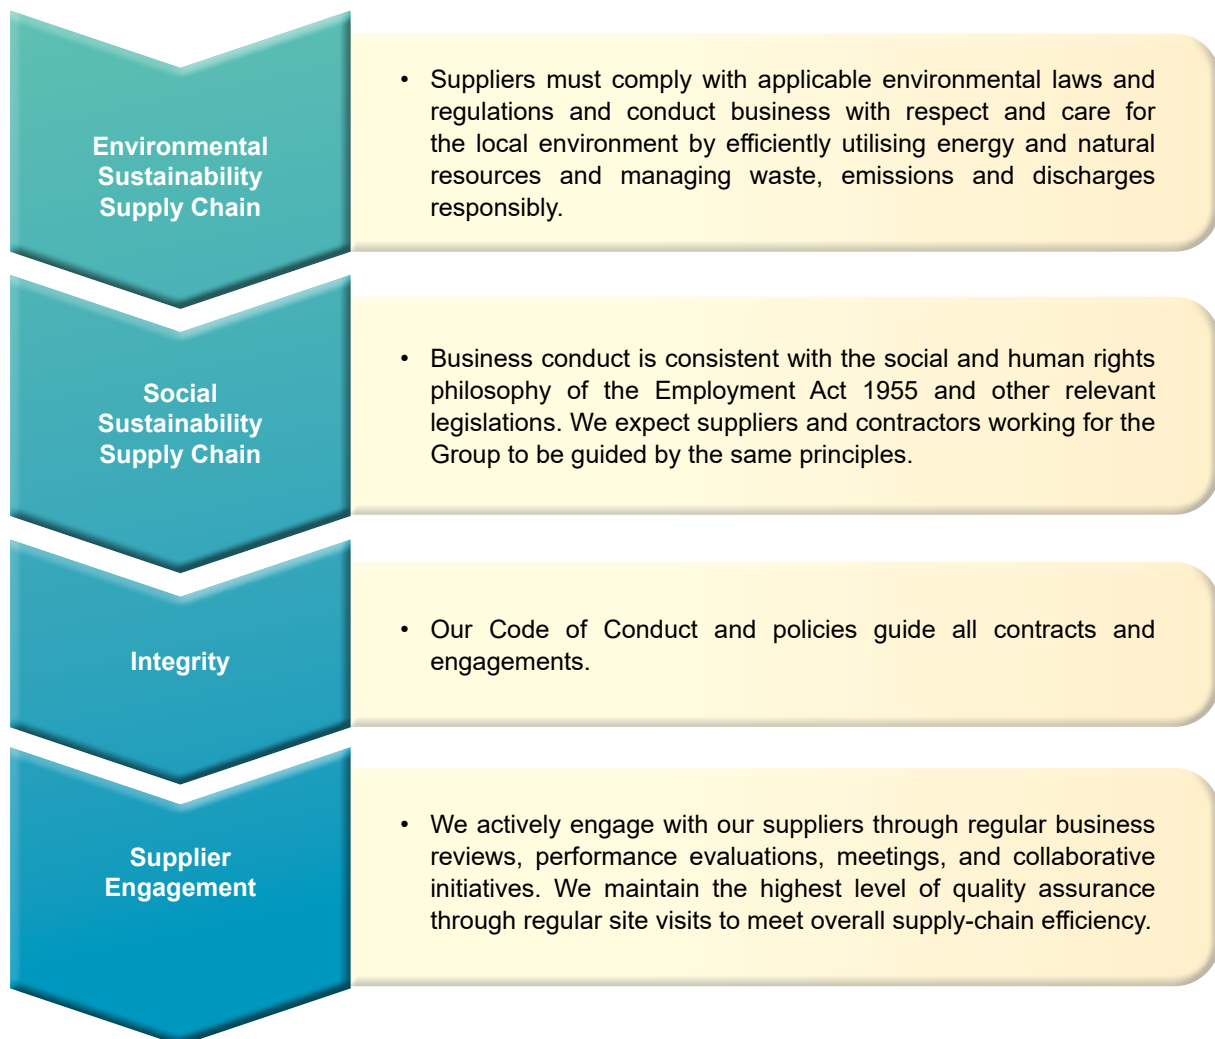 Environmental
Sustainability
Supply Chain
• Suppliers must comply with applicable environmental laws and
regulations and conduct business with respect and care for
the local environment by efficiently utilising energy and natural
resources and managing waste, emissions and discharges
responsibly.
Social
Sustainability
Supply Chain
• Business conduct is consistent with the social and human rights
philosophy of the Employment Act 1955 and other relevant
legislations. We expect suppliers and contractors working for the
Group to be guided by the same principles.
Integrity
• Our Code of Conduct and policies guide all contracts and
engagements.
Supplier
Engagement
• We actively engage with our suppliers through regular business
reviews, performance evaluations, meetings, and collaborative
initiatives. We maintain the highest level of quality assurance
through regular site visits to meet overall supply-chain efficiency.